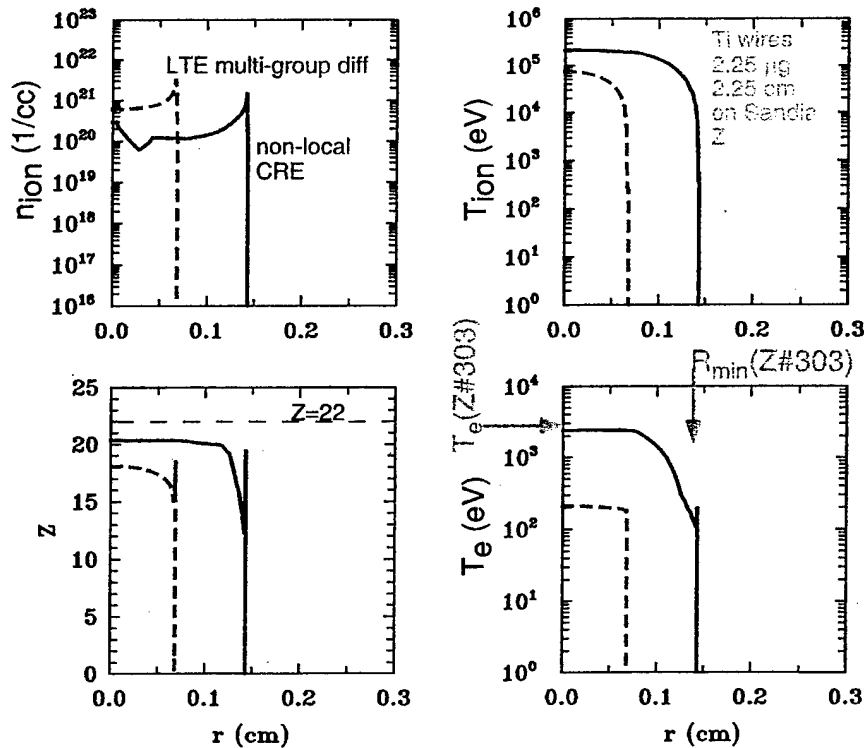 10²³
10²²
10²¹
10²⁰
10¹⁹
10¹⁸
10¹⁷
10¹⁶
n_ion (1/cc)
LTE multi-group diff
non-local
CRE
0.0 0.1 0.2 0.3
10⁶
10⁵
10⁴
10³
10²
10¹
10⁰
T_ion (eV)
Ti wires
2.25 µg
2.25 cm
on Sandia
Z
0.0 0.1 0.2 0.3
25
20
15
10
5
0
Z
Z=22
0.0 0.1 0.2 0.3
r (cm)
T_e(Z#303)
R_min(Z#303)
10⁴
10³
10²
10¹
10⁰
T_e (eV)
0.0 0.1 0.2 0.3
r (cm)